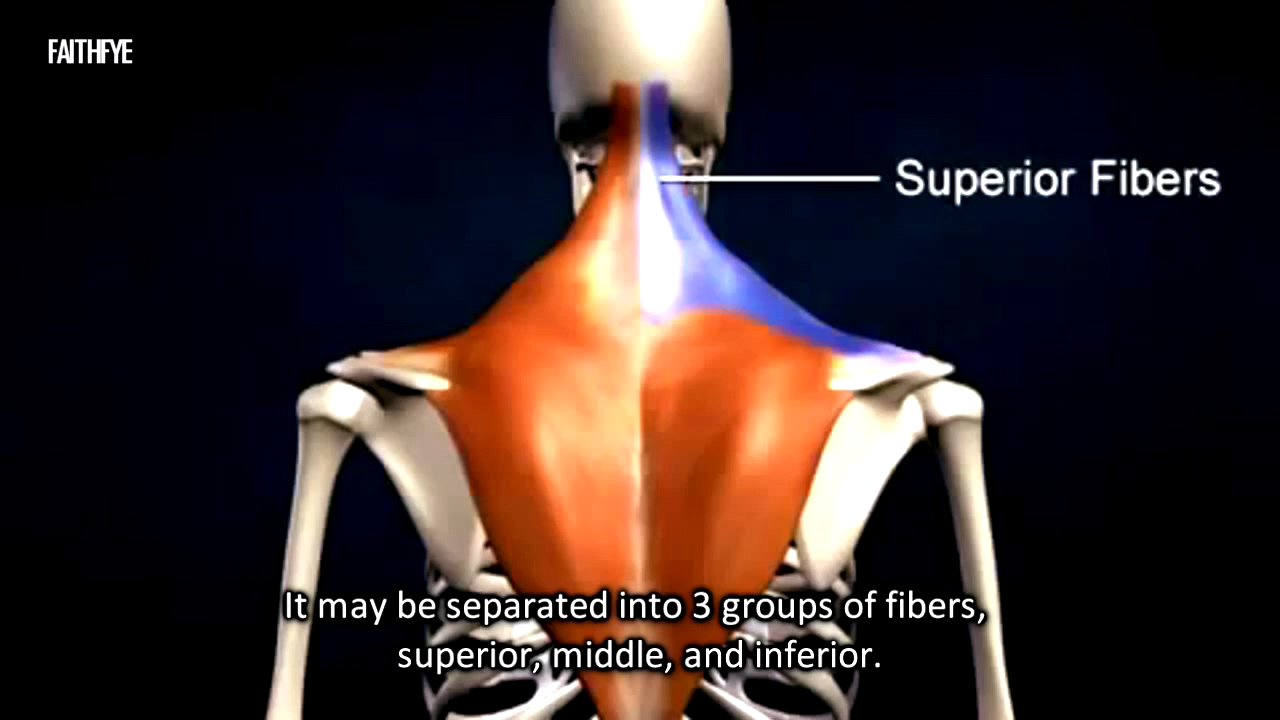 FAITHFYE
Superior Fibers
It may be separated into 3 groups of fibers,
superior, middle, and inferior.